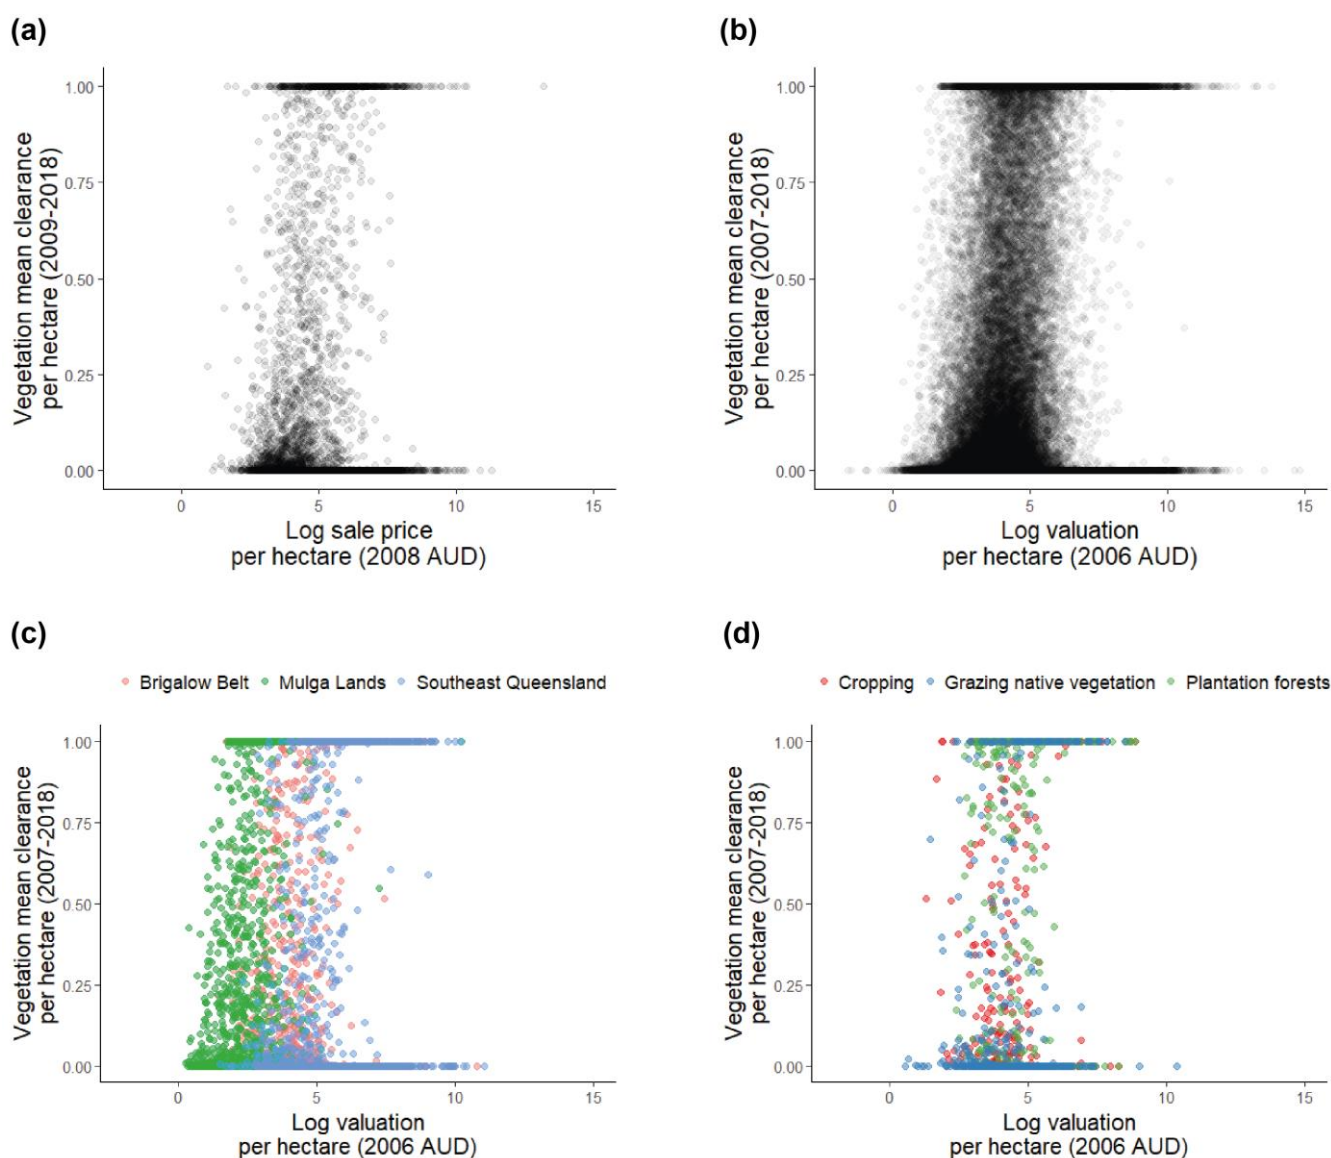 (a)
Vegetation mean clearance
per hectare (2009-2018)
1.00
0.75
0.50
0.25
0.00
0 5 10 15
Log sale price
per hectare (2008 AUD)
(b)
Vegetation mean clearance
per hectare (2007-2018)
1.00
0.75
0.50
0.25
0.00
0 5 10 15
Log valuation
per hectare (2006 AUD)
(c)
Brigalow Belt Mulga Lands Southeast Queensland
Vegetation mean clearance
per hectare (2007-2018)
1.00
0.75
0.50
0.25
0.00
0 5 10 15
Log valuation
per hectare (2006 AUD)
(d)
Cropping Grazing native vegetation Plantation forests
Vegetation mean clearance
per hectare (2007-2018)
1.00
0.75
0.50
0.25
0.00
0 5 10 15
Log valuation
per hectare (2006 AUD)